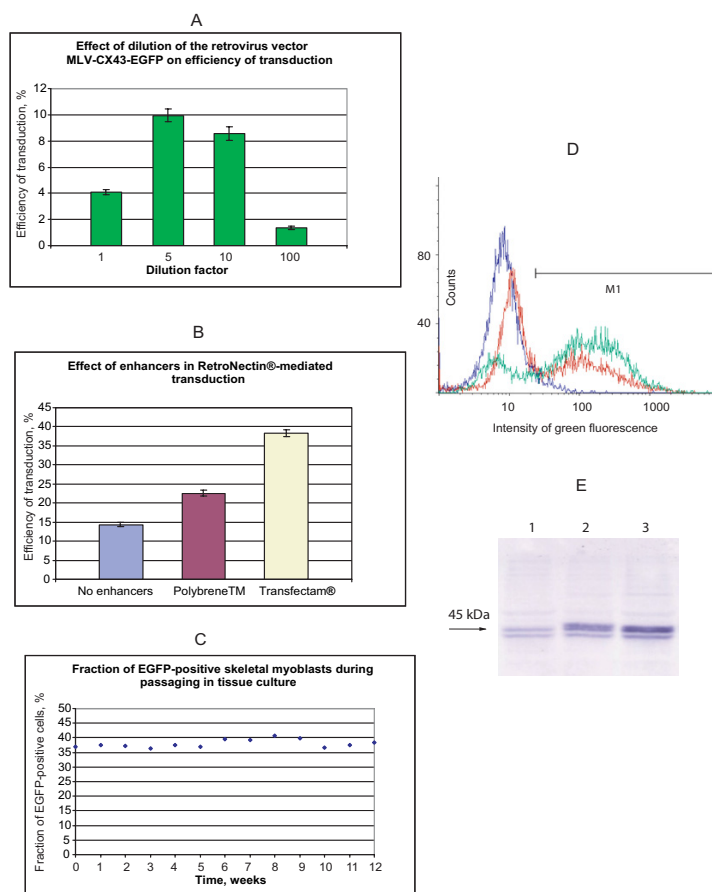 A
Effect of dilution of the retrovirus vector
MLV-CX43-EGFP on efficiency of transduction
Efficiency of transduction, %
12
10
8
6
4
2
0
1 5 10 100
Dilution factor
B
Effect of enhancers in RetroNectin®-mediated
transduction
Efficiency of transduction, %
45
40
35
30
25
20
15
10
5
0
No enhancers PolybreneTM Transfectam®
C
Fraction of EGFP-positive skeletal myoblasts during
passaging in tissue culture
Fraction of EGFP-positive cells, %
50
45
40
35
30
25
20
15
10
5
0
0 1 2 3 4 5 6 7 8 9 10 11 12
Time, weeks
D
Counts
80
40
M1
10 100 1000
Intensity of green fluorescence
E
1 2 3
45 kDa